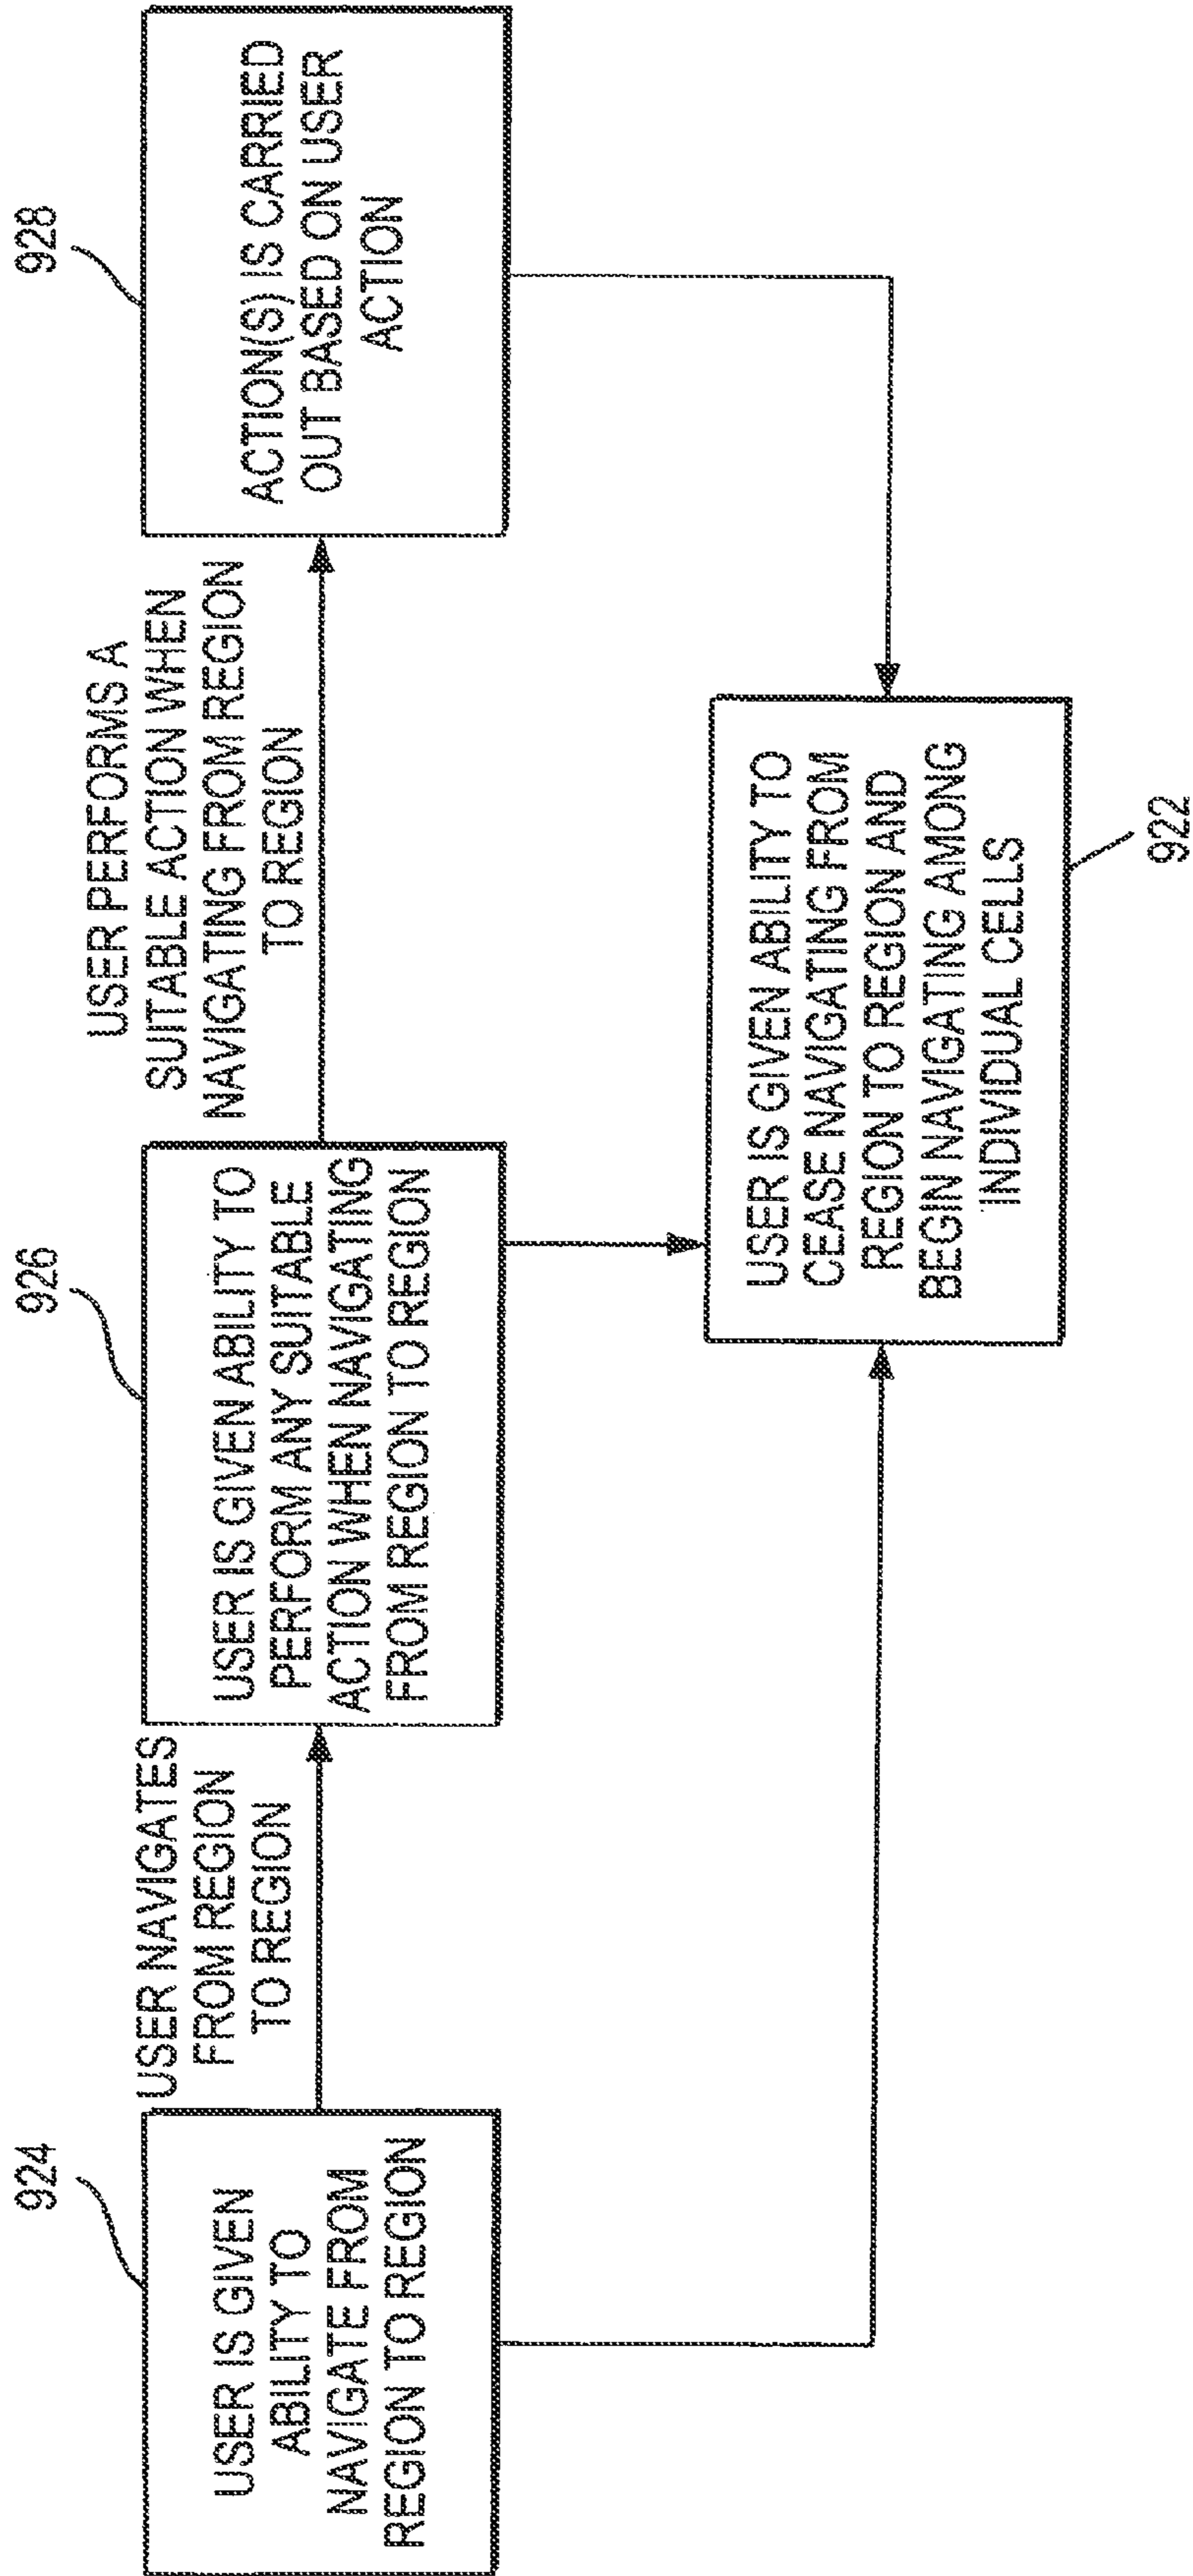 924
USER IS GIVEN
ABILITY TO
NAVIGATE FROM
REGION TO REGION
USER NAVIGATES
FROM REGION
TO REGION
926
USER IS GIVEN ABILITY TO
PERFORM ANY SUITABLE
ACTION WHEN NAVIGATING
FROM REGION TO REGION
USER PERFORMS A
SUITABLE ACTION WHEN
NAVIGATING FROM REGION
TO REGION
928
ACTION(S) IS CARRIED
OUT BASED ON USER
ACTION
USER IS GIVEN ABILITY TO
CEASE NAVIGATING FROM
REGION TO REGION AND
BEGIN NAVIGATING AMONG
INDIVIDUAL CELLS
922